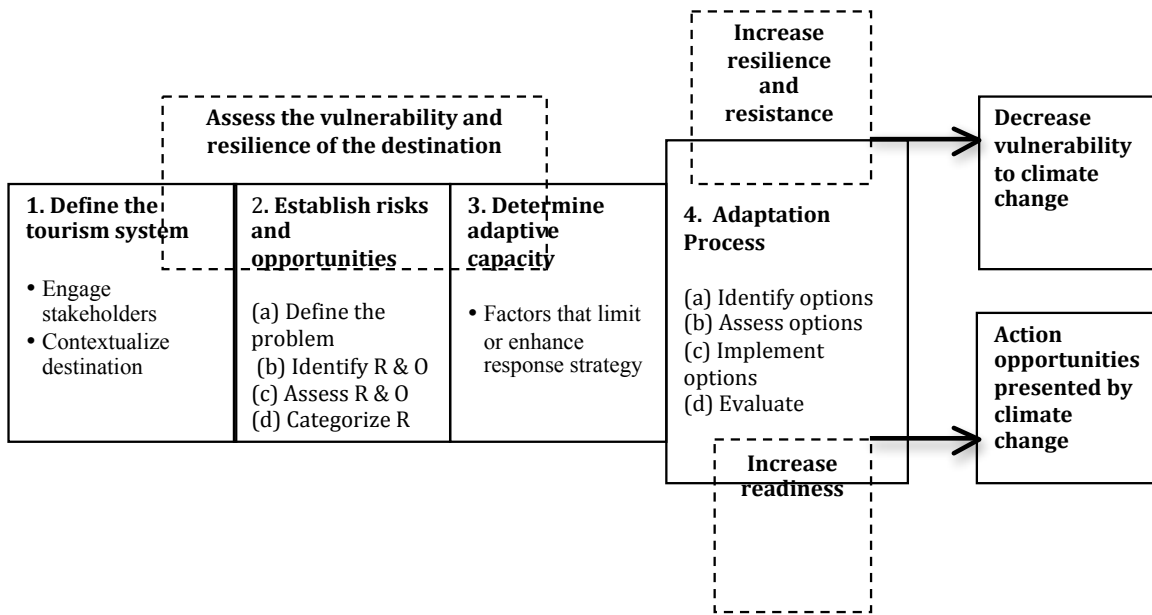 Assess the vulnerability and
resilience of the destination
1. Define the
tourism system
• Engage
stakeholders
• Contextualize
destination
2. Establish risks
and
opportunities
(a) Define the
problem
(b) Identify R & O
(c) Assess R & O
(d) Categorize R
3. Determine
adaptive
capacity
• Factors that limit
or enhance
response strategy
Increase
resilience
and
resistance
4. Adaptation
Process
(a) Identify options
(b) Assess options
(c) Implement
options
(d) Evaluate
Increase
readiness
Decrease
vulnerability
to climate
change
Action
opportunities
presented by
climate
change